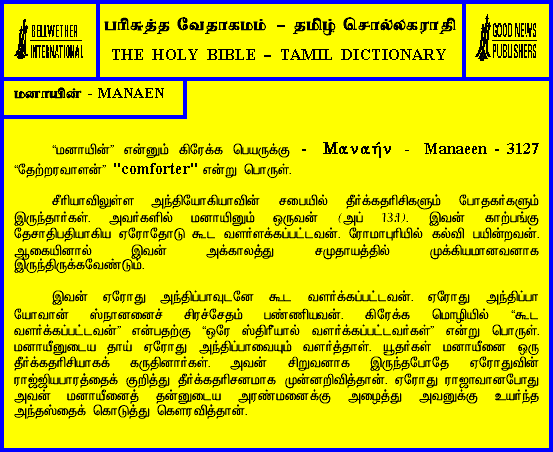 BELLWETHER
INTERNATIONAL
பரிசுத்த வேதாகமம் – தமிழ் சொல்லகராதி
THE HOLY BIBLE – TAMIL DICTIONARY
GOOD NEWS
PUBLISHERS
மனாயின் - MANAEN
“மனாயின்” என்னும் கிரேக்க பெயருக்கு - Μαναήν - Manaeen - 3127
“தேற்றரவாளன்” "comforter" என்று பொருள்.
சீரியாவிலுள்ள அந்தியோகியாவின் சபையில் தீர்க்கதரிசிகளும் போதகர்களும்
இருந்தார்கள். அவர்களில் மனாயினும் ஒருவன் (அப் 13:1). இவன் காற்பங்கு
தேசாதிபதியாகிய ஏரோதோடு கூட வளர்க்கப்பட்டவன். ரோமாபுரியில் கல்வி பயின்றவன்.
ஆகையினால் இவன் அக்காலத்து சமுதாயத்தில் முக்கியமானவனாக
இருந்திருக்கவேண்டும்.
இவன் ஏரோது அந்திப்பாவுடனே கூட வளர்க்கப்பட்டவன். ஏரோது அந்திப்பா
யோவான் ஸ்நானனைச் சிரச்சேதம் பண்ணியவன். கிரேக்க மொழியில் “கூட
வளர்க்கப்பட்டவன்” என்பதற்கு “ஒரே ஸ்திரீயால் வளர்க்கப்பட்டவர்கள்” என்று பொருள்.
மனாயீனுடைய தாய் ஏரோது அந்திப்பாவையும் வளர்த்தாள். யூதர்கள் மனாயீனை ஒரு
தீர்க்கதரிசியாகக் கருதினார்கள். அவன் சிறுவனாக இருந்தபோதே ஏரோதுவின்
ராஜ்ஜியபாரத்தைக் குறித்து தீர்க்கதரிசனமாக முன்னறிவித்தான். ஏரோது ராஜாவானபோது
அவன் மனாயீனைத் தன்னுடைய அரண்மனைக்கு அழைத்து அவனுக்கு உயர்ந்த
அந்தஸ்தைக் கொடுத்து கௌரவித்தான்.